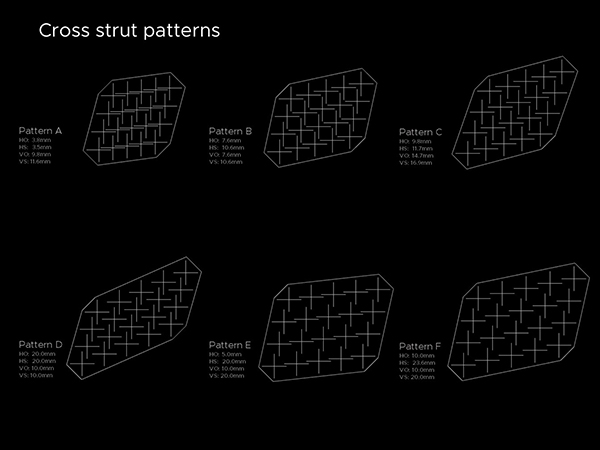 Cross strut patterns
Pattern A
HO: 3.8mm
HS: 3.5mm
VO: 9.8mm
VS: 11.6mm
Pattern B
HO: 7.6mm
HS: 10.6mm
VO: 7.6mm
VS: 10.6mm
Pattern C
HO: 9.8mm
HS: 11.7mm
VO: 14.7mm
VS: 16.9mm
Pattern D
HO: 20.0mm
HS: 20.0mm
VO: 10.0mm
VS: 10.0mm
Pattern E
HO: 5.0mm
HS: 20.0mm
VO: 10.0mm
VS: 20.0mm
Pattern F
HO: 10.0mm
HS: 23.6mm
VO: 10.0mm
VS: 20.0mm